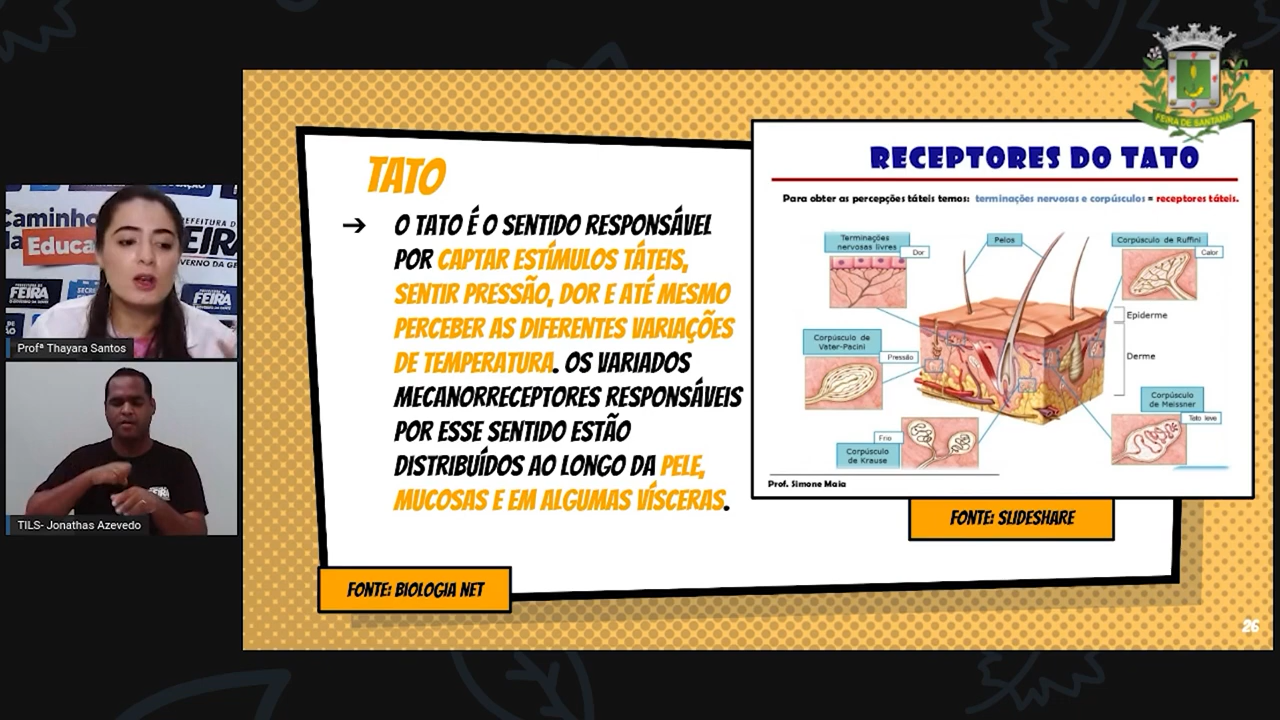 FEIRA DE SANTANA
TATO
➔ O TATO É O SENTIDO RESPONSÁVEL
POR CAPTAR ESTÍMULOS TÁTEIS,
SENTIR PRESSÃO, DOR E ATÉ MESMO
PERCEBER AS DIFERENTES VARIAÇÕES
DE TEMPERATURA. OS VARIADOS
MECANORRECEPTORES RESPONSÁVEIS
POR ESSE SENTIDO ESTÃO
DISTRIBUÍDOS AO LONGO DA PELE,
MUCOSAS E EM ALGUMAS VÍSCERAS.
FONTE: BIOLOGIA NET
RECEPTORES DO TATO
Para obter as percepções táteis temos: terminações nervosas e corpúsculos = receptores táteis.
Terminações
nervosas livres
Dor
Pelos
Corpúsculo de Ruffini
Calor
Epiderme
Derme
Corpúsculo de
Vater-Pacini
Pressão
Corpúsculo
de Meissner
Tato leve
Frio
Corpúsculo
de Krause
Prof. Simone Maia
FONTE: SLIDESHARE
26
Caminho
Educa
FEIRA
FEIRA
Profª Thayara Santos
TILS- Jonathas Azevedo